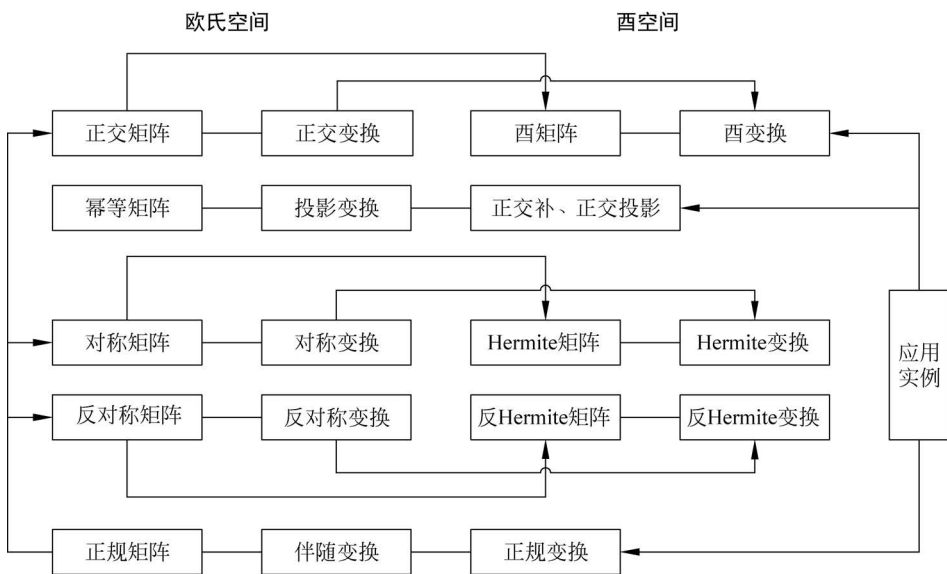 欧氏空间
酉空间
正交矩阵
正交变换
酉矩阵
酉变换
幂等矩阵
投影变换
正交补、正交投影
对称矩阵
对称变换
Hermite矩阵
Hermite变换
应用
实例
反对称矩阵
反对称变换
反Hermite矩阵
反Hermite变换
正规矩阵
伴随变换
正规变换